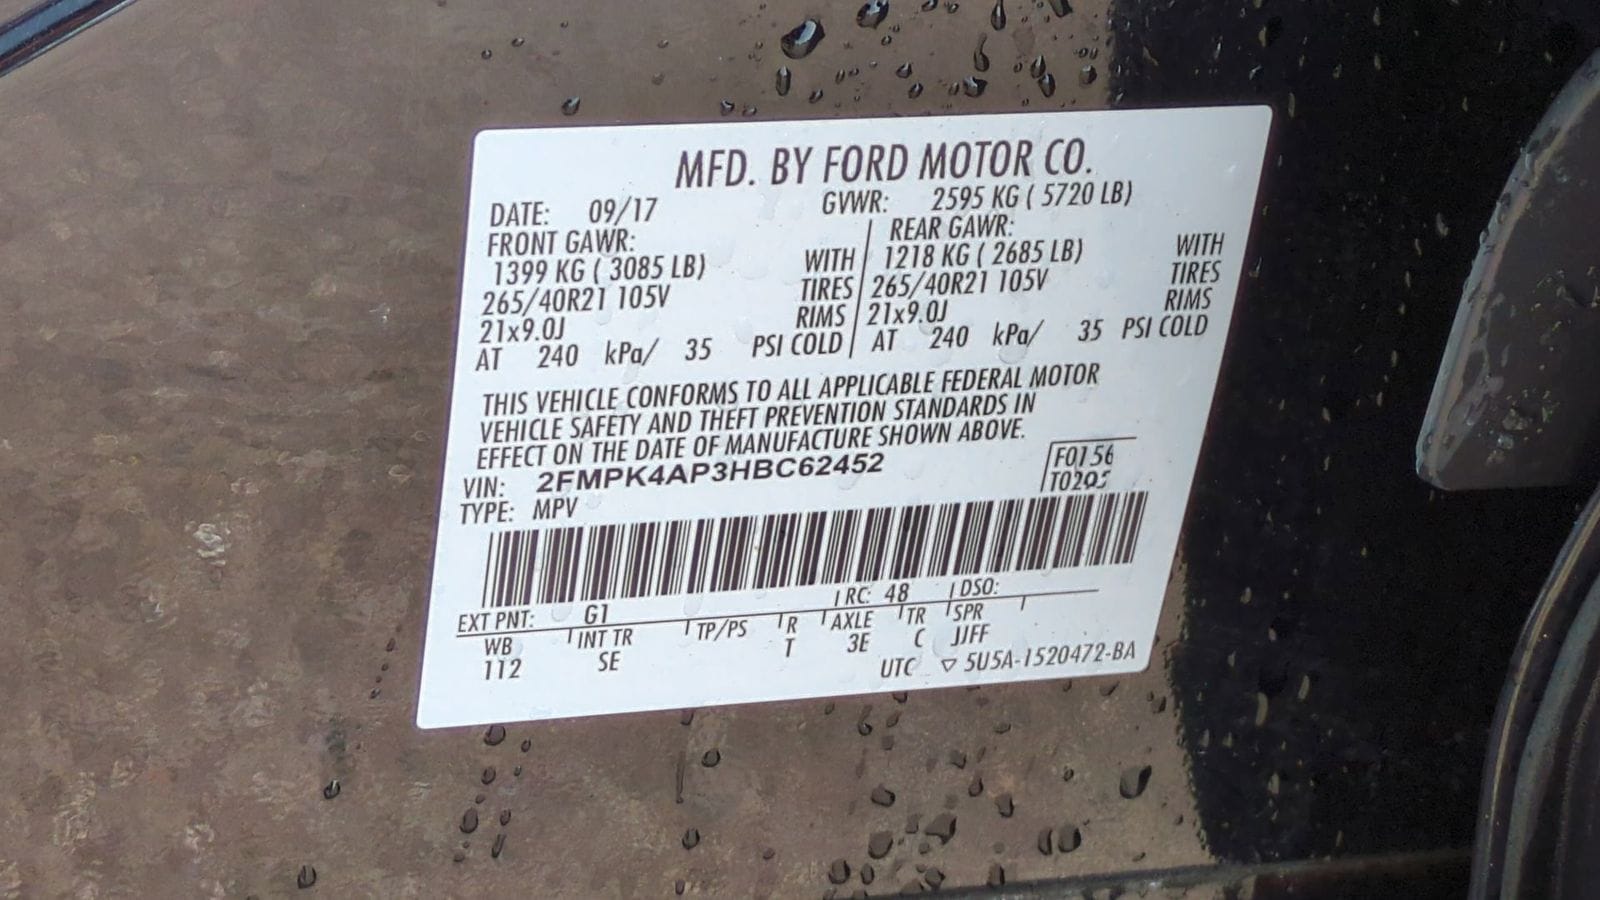 MFD. BY FORD MOTOR CO.
DATE: 09/17 GVWR: 2595 KG ( 5720 LB)
FRONT GAWR: REAR GAWR:
1399 KG ( 3085 LB) WITH 1218 KG ( 2685 LB) WITH
265/40R21 105V TIRES 265/40R21 105V TIRES
21x9.0J RIMS 21x9.0J RIMS
AT 240 kPa/ 35 PSI COLD AT 240 kPa/ 35 PSI COLD
THIS VEHICLE CONFORMS TO ALL APPLICABLE FEDERAL MOTOR
VEHICLE SAFETY AND THEFT PREVENTION STANDARDS IN
EFFECT ON THE DATE OF MANUFACTURE SHOWN ABOVE.
VIN: 2FMPK4AP3HBC62452 F0156
TYPE: MPV
EXT PNT: G1 RC: 48 DSO:
WB INT TR TP/PS R AXLE TR SPR
112 SE T 3E C JJFF
UTC ▽ 5U5A-1520472-BA